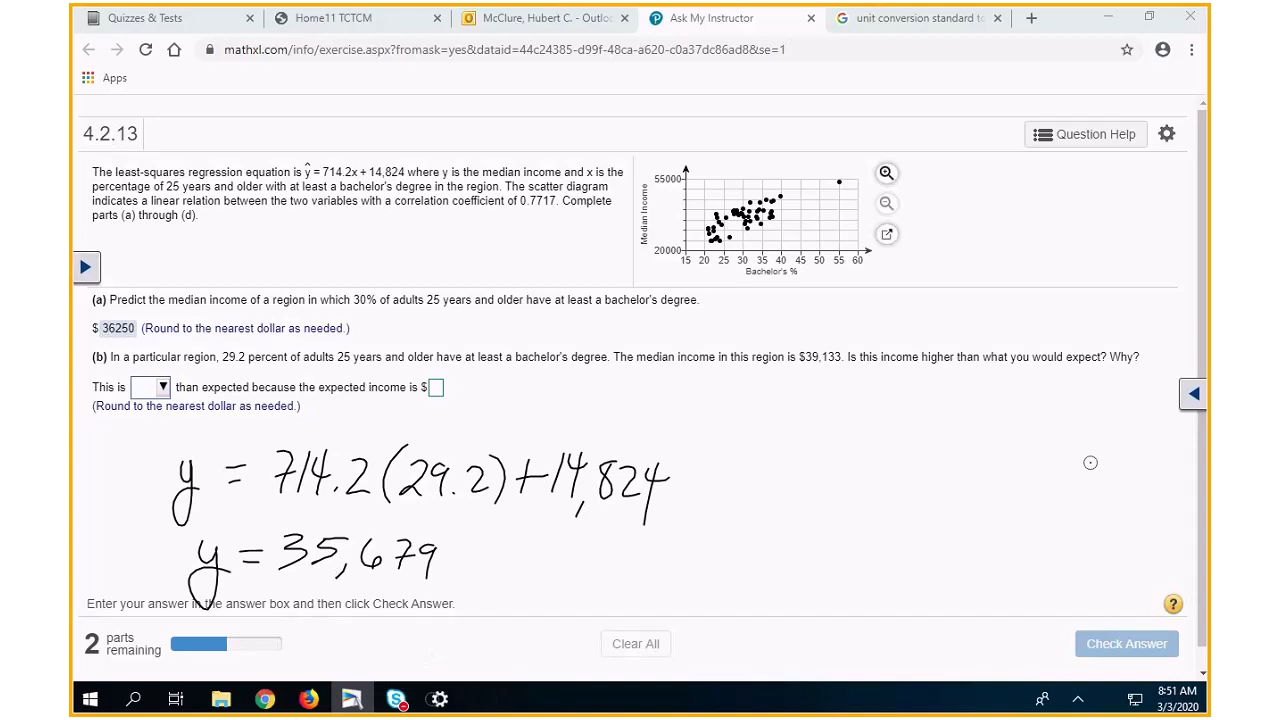 Quizzes & Tests
Home11 TCTCM
McClure, Hubert C. - Outloo
Ask My Instructor
unit conversion standard to
mathxl.com/info/exercise.aspx?fromask=yes&dataid=44c24385-d99f-48ca-a620-c0a37dc86ad8&se=1
Apps
4.2.13
Question Help
The least-squares regression equation is ŷ = 714.2x + 14,824 where y is the median income and x is the
percentage of 25 years and older with at least a bachelor's degree in the region. The scatter diagram
indicates a linear relation between the two variables with a correlation coefficient of 0.7717. Complete
parts (a) through (d).
55000
Median Income
20000
15 20 25 30 35 40 45 50 55 60
Bachelor's %
(a) Predict the median income of a region in which 30% of adults 25 years and older have at least a bachelor's degree.
$ 36250 (Round to the nearest dollar as needed.)
(b) In a particular region, 29.2 percent of adults 25 years and older have at least a bachelor's degree. The median income in this region is $39,133. Is this income higher than what you would expect? Why?
This is than expected because the expected income is $
(Round to the nearest dollar as needed.)
y = 714.2(29.2)+14,824
y = 35,679
Enter your answer in the answer box and then click Check Answer.
?
2 parts remaining
Clear All
Check Answer
8:51 AM
3/3/2020